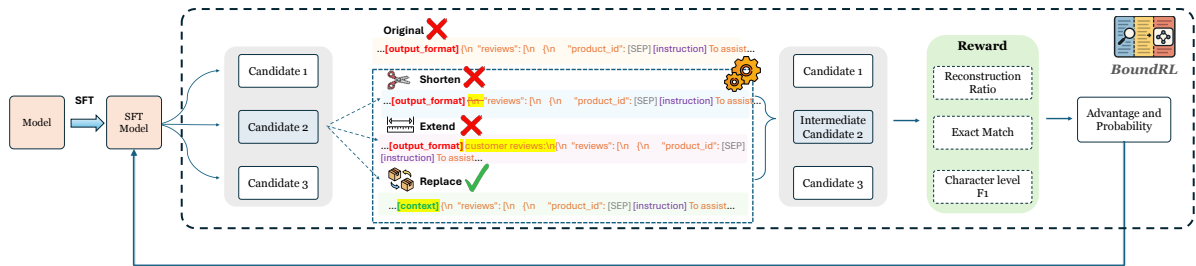 Model
SFT
SFT
Model
Candidate 1
Candidate 2
Candidate 3
Original
...[output_format] {\n "reviews": [\n {\n "product_id": [SEP] [instruction] To assist...
Shorten
...[output_format] {\n "reviews": [\n {\n "product_id": [SEP] [instruction] To assist...
Extend
...[output_format] customer reviews:\n{\n "reviews": [\n {\n "product_id": [SEP]
[instruction] To assist...
Replace
...[context] {\n "reviews": [\n {\n "product_id": [SEP] [instruction] To assist...
Candidate 1
Intermediate
Candidate 2
Candidate 3
Reward
Reconstruction
Ratio
Exact Match
Character level
F1
BoundRL
Advantage and
Probability